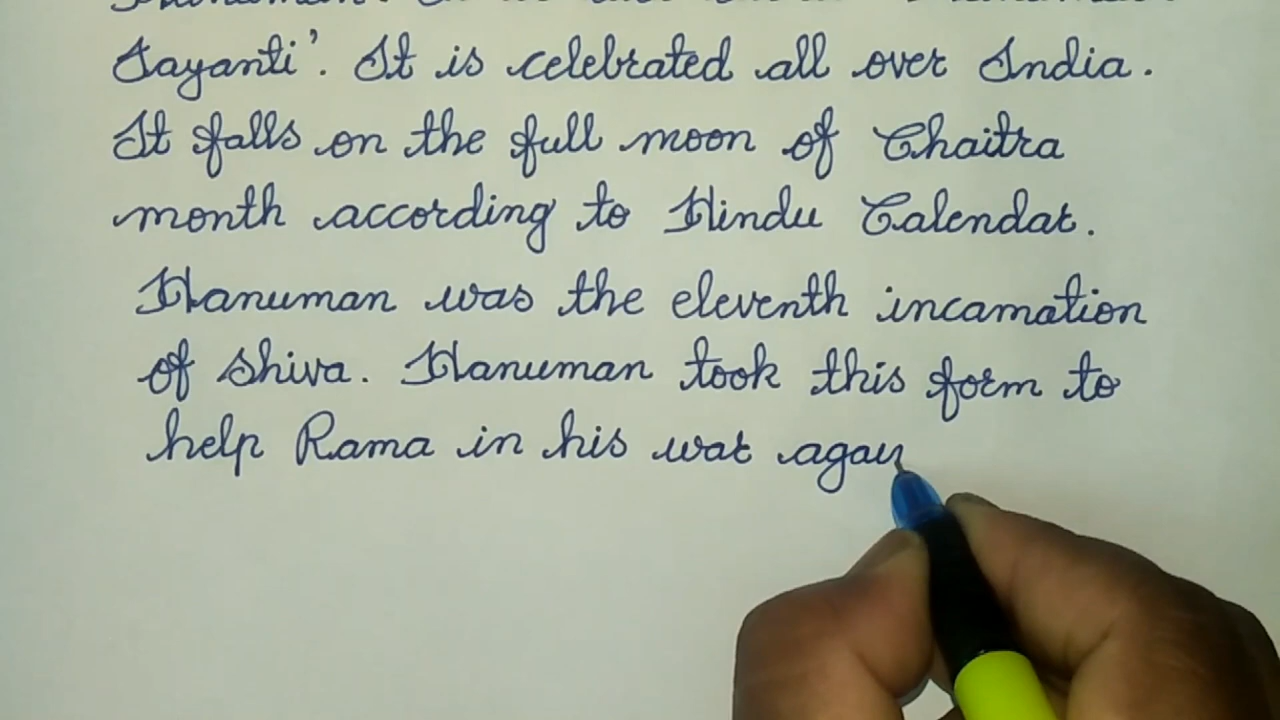 Jayanti'. It is celebrated all over India.
It falls on the full moon of Chaitra
month according to Hindu Calendar.
Hanuman was the eleventh incarnation
of Shiva. Hanuman took this form to
help Rama in his war agai